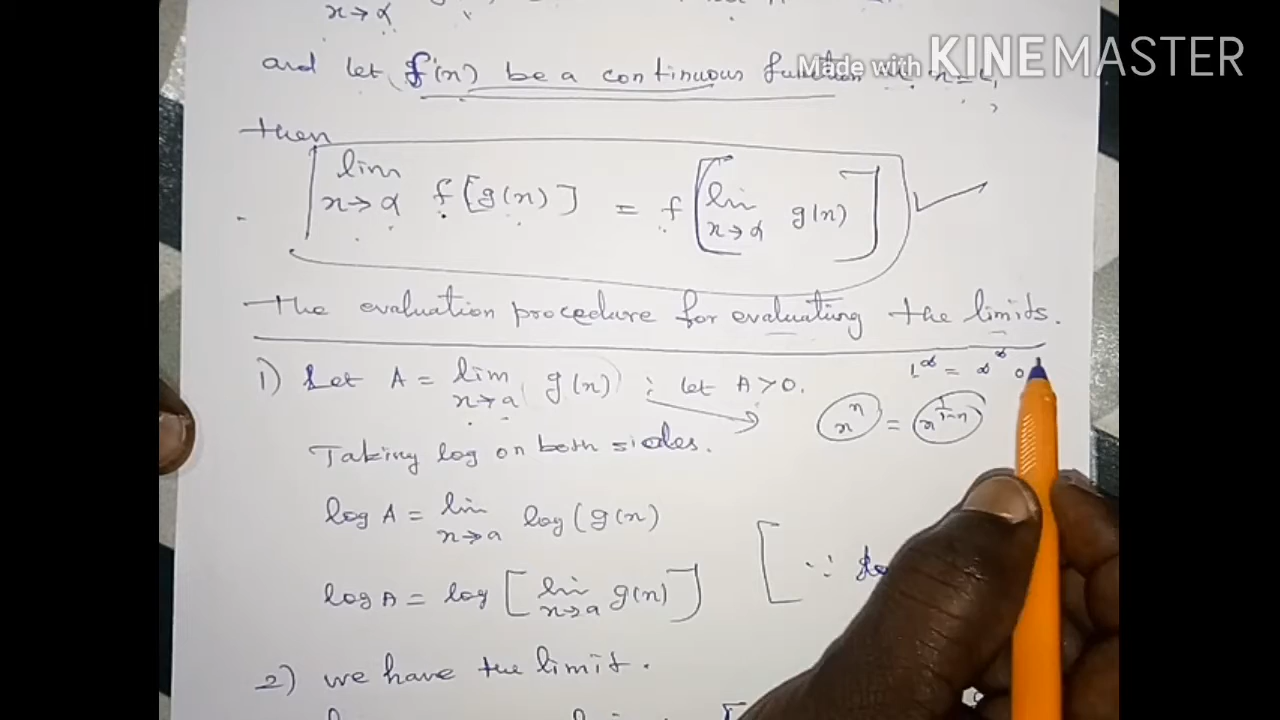 x→α
and let f(x) be a continuous function
Made with KINEMASTER
then
lim x→α f[g(x)] = f[lim x→α g(x)]
The evaluation procedure for evaluating the limits.
1) Let A = lim x→a g(x) ; let A>0.
1^∞ = ∞^∞ 0
x^x = x^(1/(1-x))
Taking log on both sides.
log A = lim x→a log(g(x)
log A = log [lim x→a g(x)] [∵
2) we have the limit.